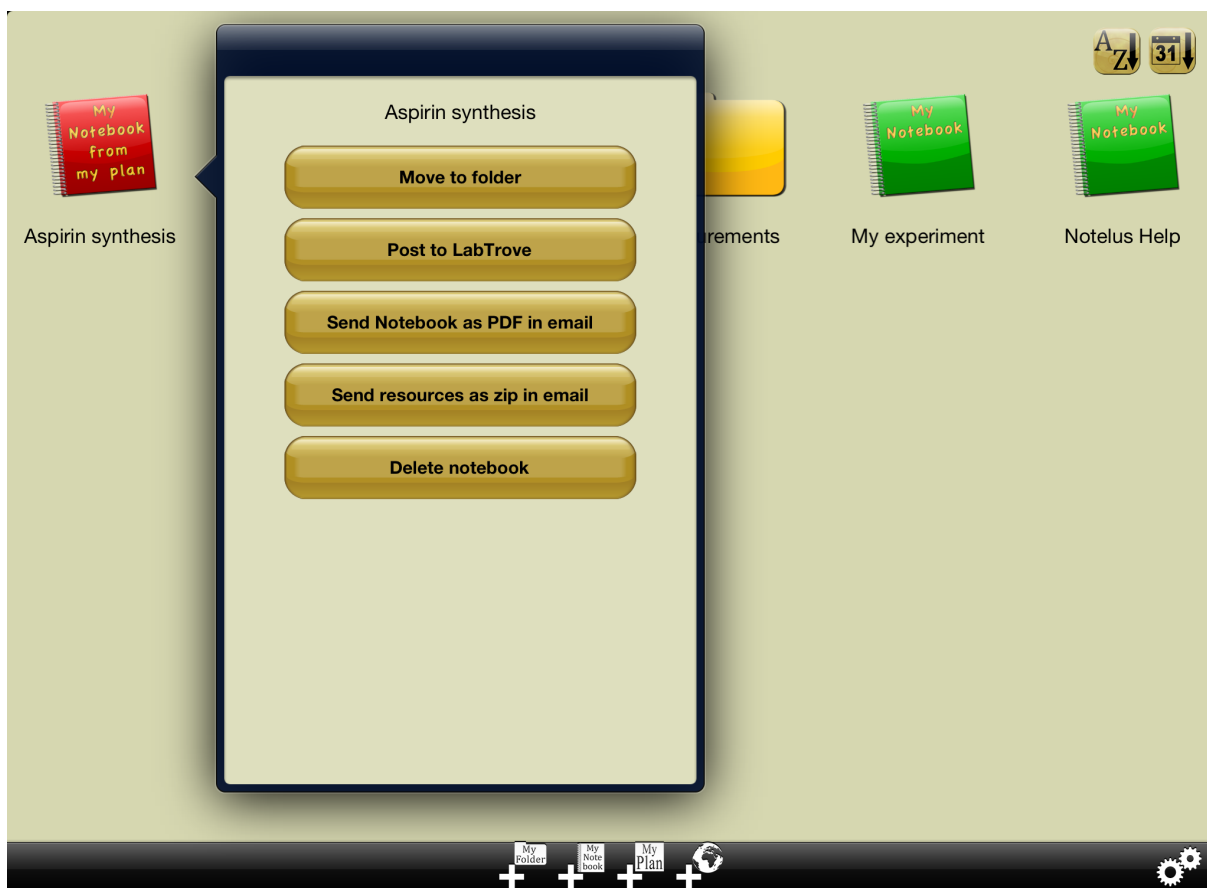 A
Z
31
My
Notebook
from
my plan
Aspirin synthesis
Aspirin synthesis
Move to folder
Post to LabTrove
Send Notebook as PDF in email
Send resources as zip in email
Delete notebook
urements
My
Notebook
My experiment
My
Notebook
Notelus Help
My
Folder
My
Note
book
My
Plan